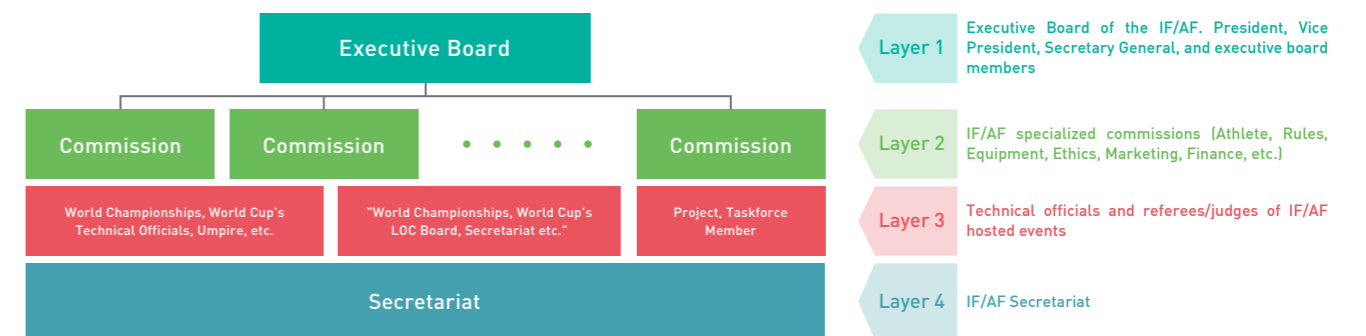 Executive Board
Layer 1
Executive Board of the IF/AF. President, Vice
President, Secretary General, and executive board
members
Commission
Commission
Commission
Layer 2
IF/AF specialized commissions (Athlete, Rules,
Equipment, Ethics, Marketing, Finance, etc.)
World Championships, World Cup's
Technical Officials, Umpire, etc.
"World Championships, World Cup's
LOC Board, Secretariat etc."
Project, Taskforce
Member
Layer 3
Technical officials and referees/judges of IF/AF
hosted events
Secretariat
Layer 4
IF/AF Secretariat